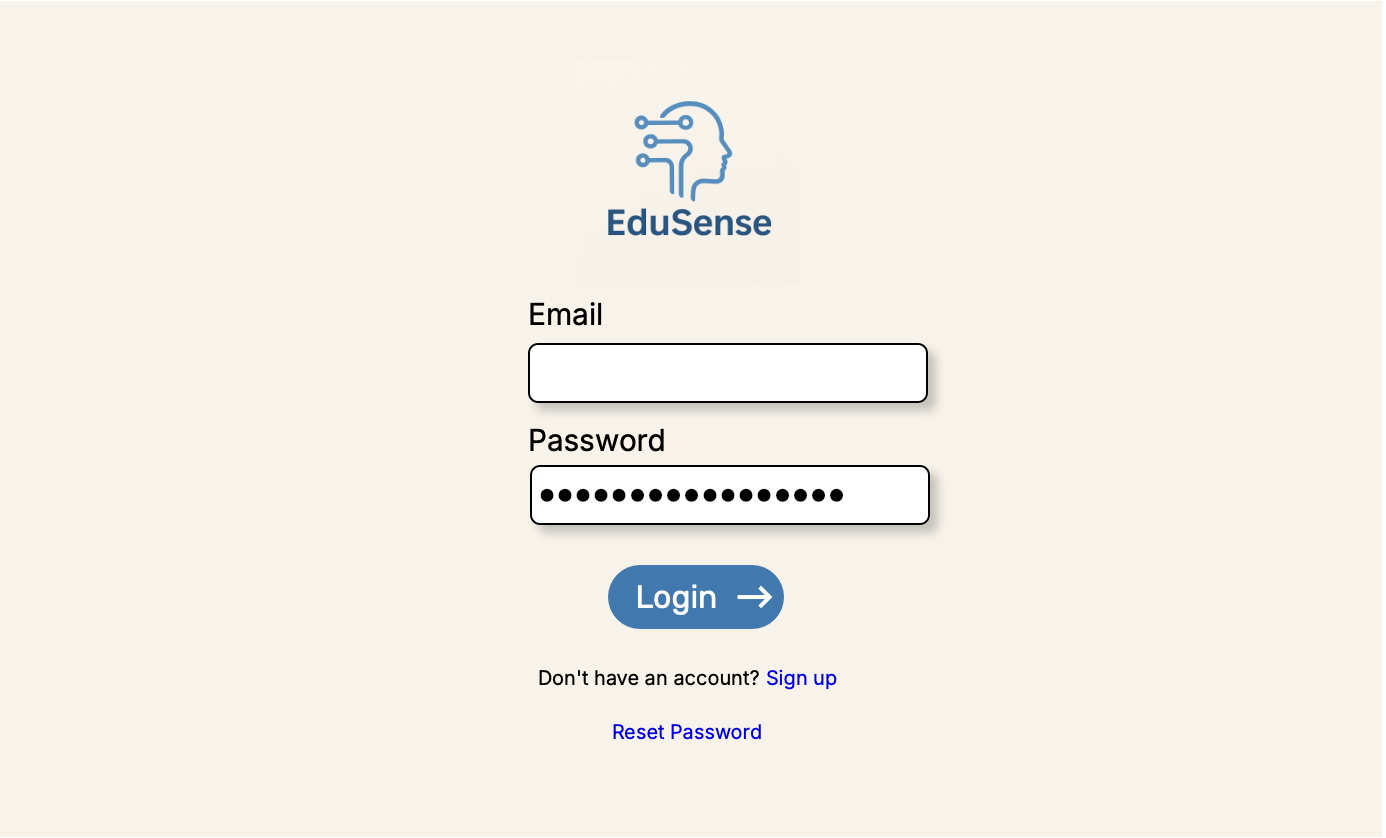 EduSense
Email
Password
Login
Don't have an account? Sign up
Reset Password